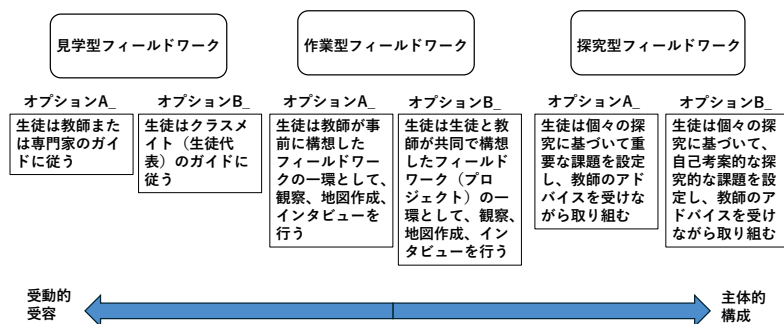 見学型フィールドワーク
作業型フィールドワーク
探究型フィールドワーク
オプションA_
生徒は教師また
は専門家のガイ
ドに従う
オプションB_
生徒はクラスメ
イト（生徒代
表）のガイドに
従う
オプションA_
生徒は教師が事
前に構想した
フィールドワー
クの一環として、
観察、地図作成、
インタビューを
行う
オプションB_
生徒は生徒と教
師が共同で構想
したフィールド
ワーク（プロ
ジェクト）の一
環として、観察、
地図作成、イン
タビューを行う
オプションA_
生徒は個々の探
究に基づいて重
要な課題を設定
し、教師のアド
バイスを受けな
がら取り組む
オプションB_
生徒は個々の探
究に基づいて、
自己考案的な探
究的な課題を設
定し、教師のア
ドバイスを受け
ながら取り組む
受動的
受容
主体的
構成